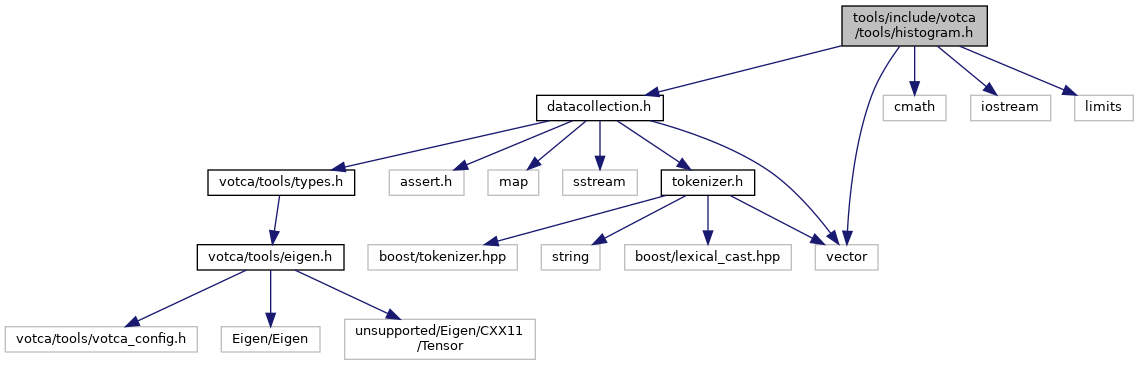 tools/include/votca
/tools/histogram.h
datacollection.h
cmath
iostream
limits
votca/tools/types.h
assert.h
map
sstream
tokenizer.h
votca/tools/eigen.h
boost/tokenizer.hpp
string
boost/lexical_cast.hpp
vector
votca/tools/votca_config.h
Eigen/Eigen
unsupported/Eigen/CXX11
/Tensor